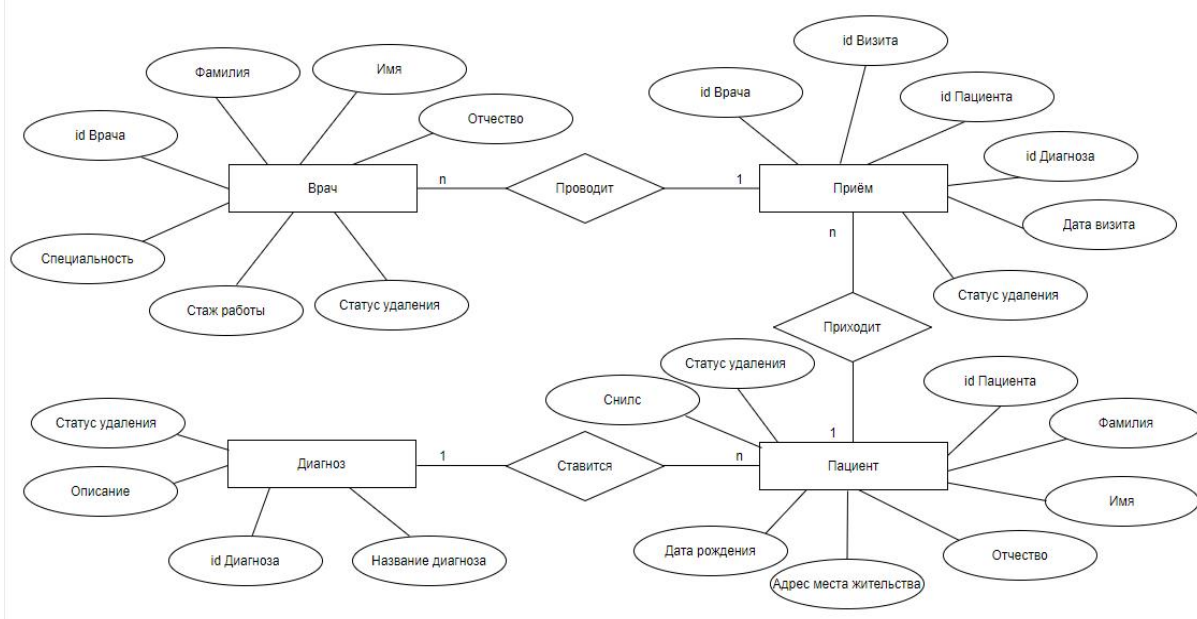 id Визита
Фамилия
Имя
id Врача
id Пациента
Отчество
id Врача
id Диагноза
Врач
n
Проводит
1
Приём
Дата визита
n
Специальность
Стаж работы
Статус удаления
Статус удаления
Приходит
Статус удаления
id Пациента
Снилс
Статус удаления
Фамилия
1
Диагноз
1
Ставится
n
Пациент
Описание
Имя
id Диагноза
Название диагноза
Дата рождения
Отчество
Адрес места жительства